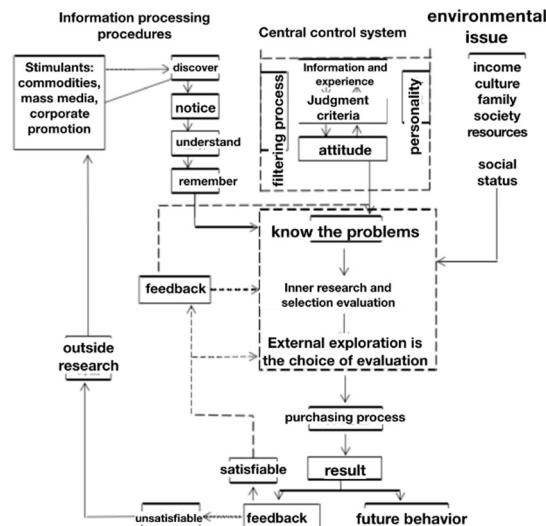 Information processing
procedures
Stimulants:
commodities,
mass media,
corporate
promotion
discover
notice
understand
remember
Central control system
filtering process
Information and
experience
Judgment
criteria
attitude
personality
environmental
issue
income
culture
family
society
resources
social
status
know the problems
Inner research and
selection evaluation
External exploration is
the choice of evaluation
feedback
outside
research
purchasing process
satisfiable
result
unsatisfiable
feedback
future behavior